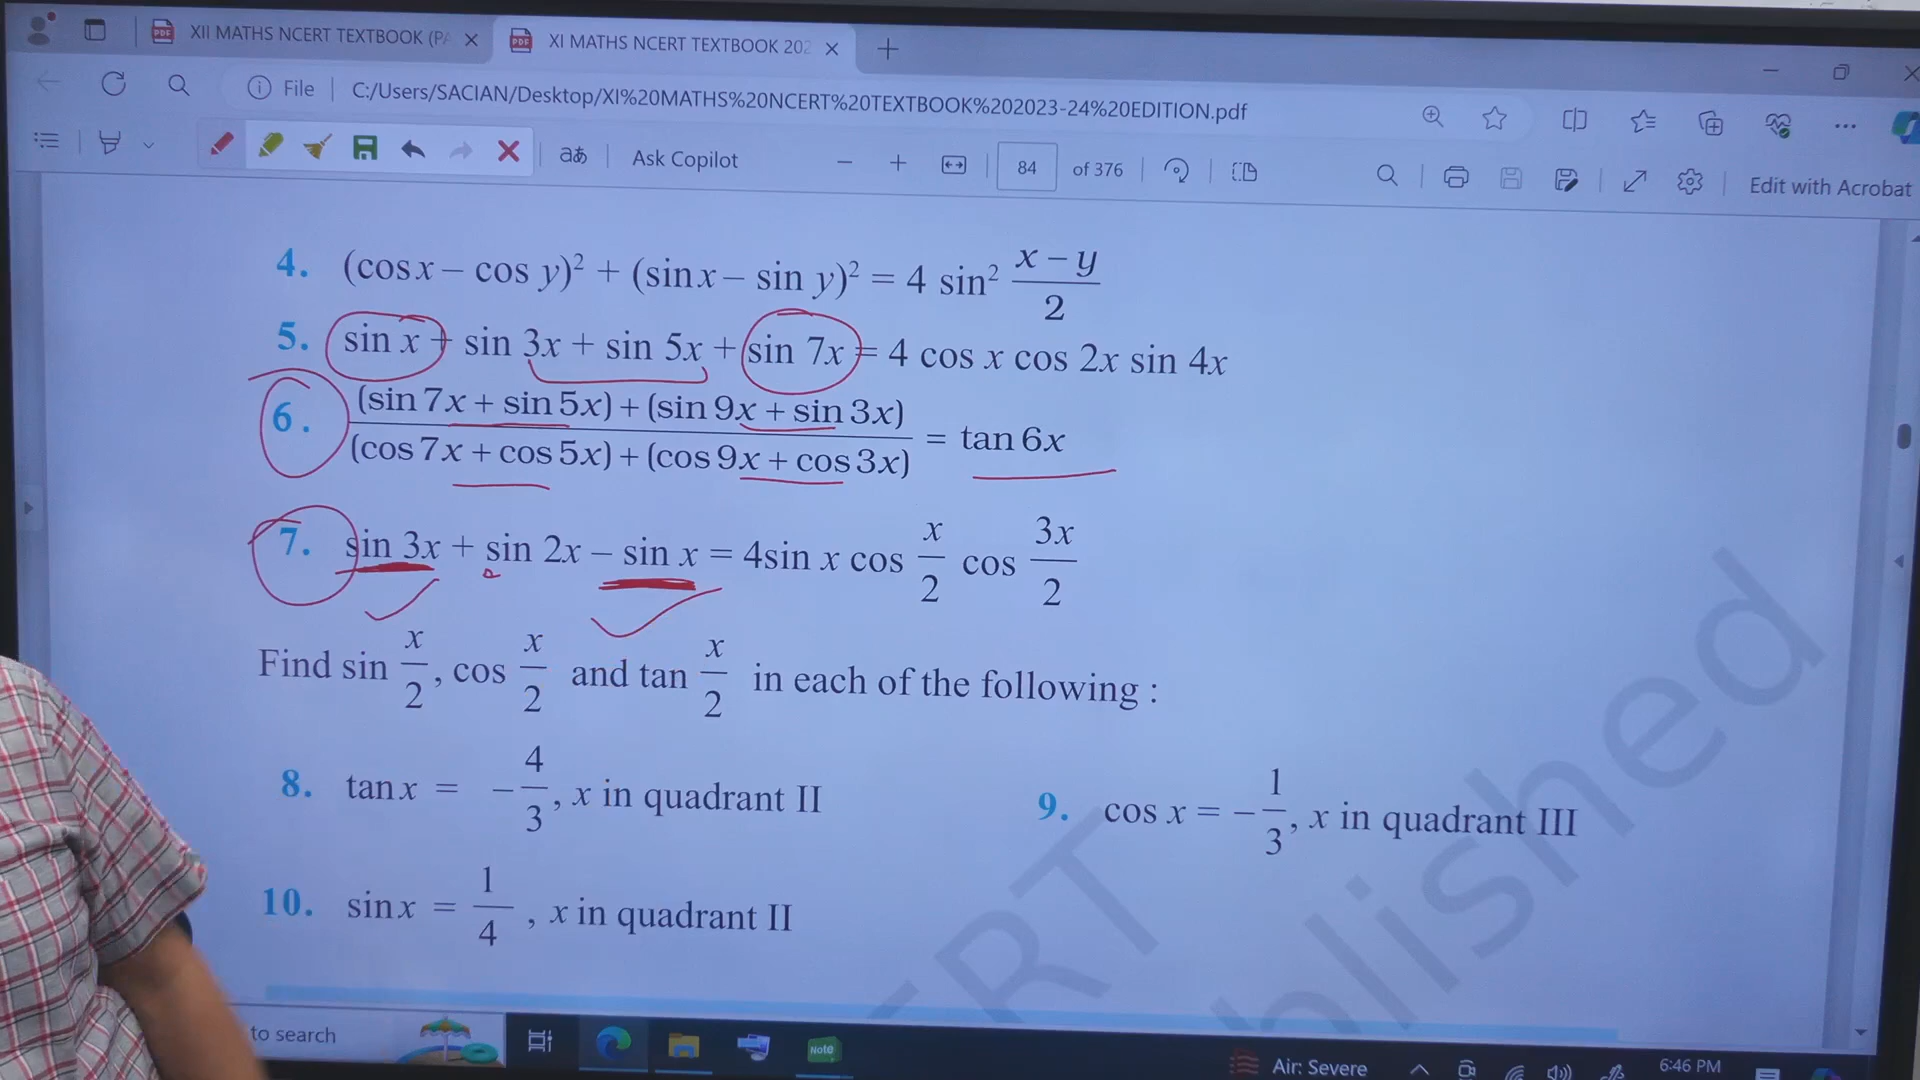 XII MATHS NCERT TEXTBOOK (PA
XI MATHS NCERT TEXTBOOK 202
File C:/Users/SACIAN/Desktop/XI%20MATHS%20NCERT%20TEXTBOOK%202023-24%20EDITION.pdf
aあ Ask Copilot 84 of 376 Edit with Acrobat
4. (cos x – cos y)² + (sin x – sin y)² = 4 sin² (x – y)/2
5. sin x + sin 3x + sin 5x + sin 7x = 4 cos x cos 2x sin 4x
6. ((sin 7x + sin 5x) + (sin 9x + sin 3x))/((cos 7x + cos 5x) + (cos 9x + cos 3x)) = tan 6x
7. sin 3x + sin 2x – sin x = 4sin x cos x/2 cos 3x/2
Find sin x/2, cos x/2 and tan x/2 in each of the following :
8. tan x = –4/3, x in quadrant II
9. cos x = –1/3, x in quadrant III
10. sin x = 1/4, x in quadrant II
ERT
blished
to search
Note
Air: Severe
6:46 PM